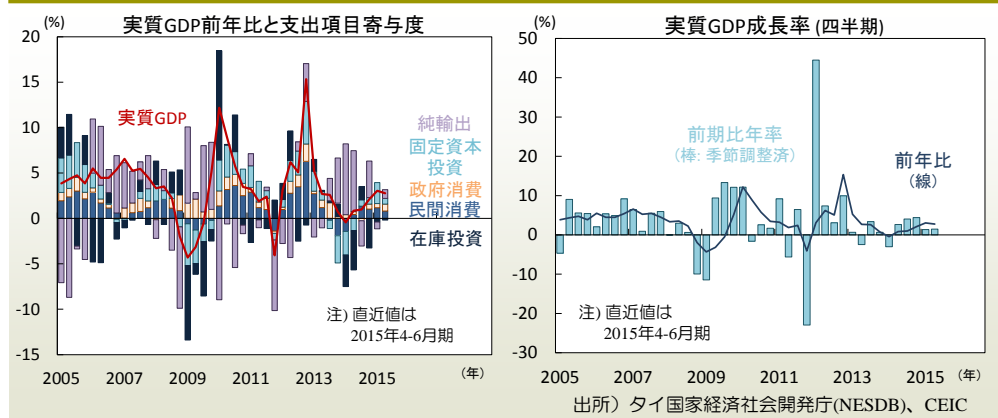 実質GDP前年比と支出項目寄与度
(%)
20
15
10
5
0
-5
-10
-15
実質GDP
純輸出
固定資本
投資
政府消費
民間消費
在庫投資
注) 直近値は
2015年4-6月期
2005 2007 2009 2011 2013 2015 (年)
実質GDP成長率 (四半期)
(%)
50
40
30
20
10
0
-10
-20
-30
前期比年率
(棒: 季節調整済)
前年比
(線)
注) 直近値は
2015年4-6月期
2005 2007 2009 2011 2013 2015 (年)
出所）タイ国家経済社会開発庁(NESDB)、CEIC